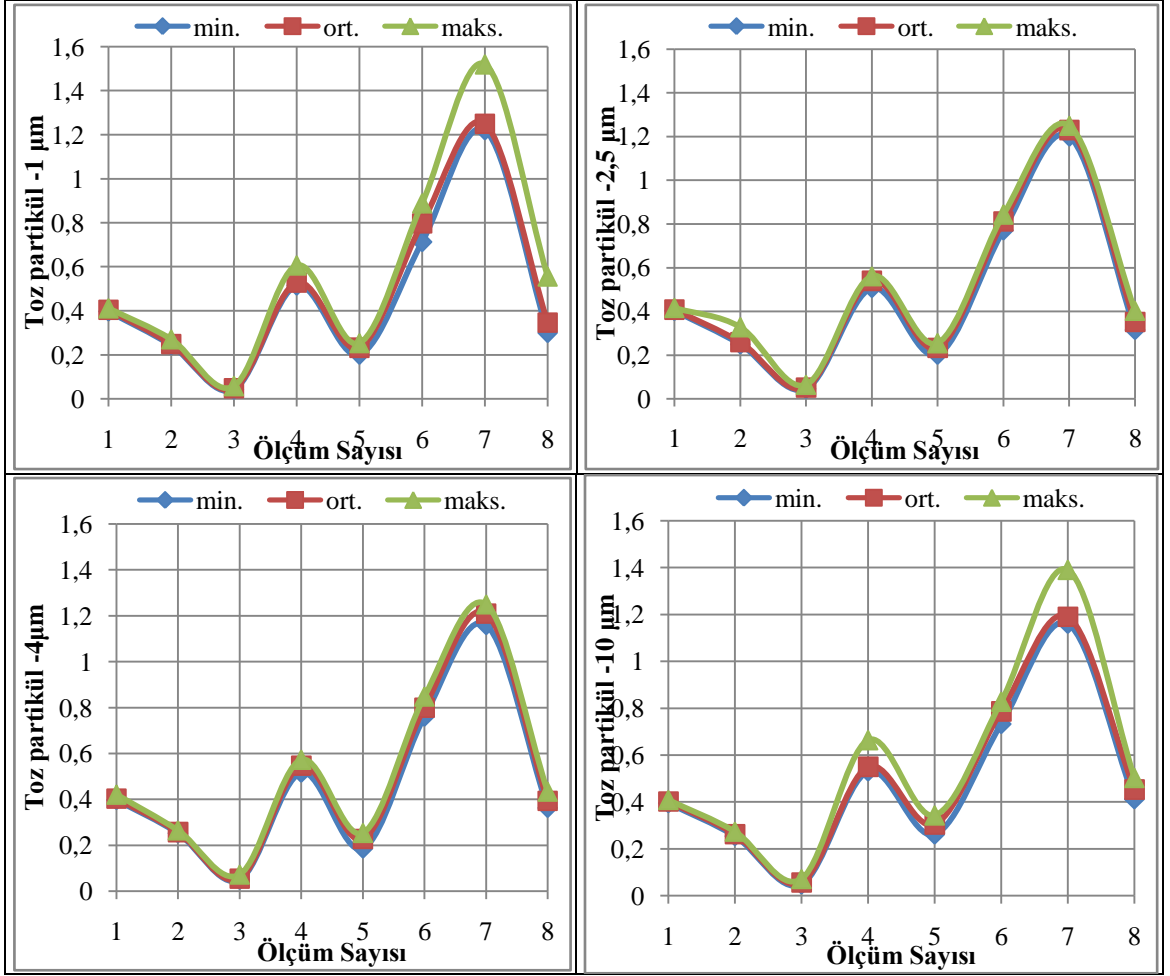 min. ort. maks.
Toz partikül -1 µm
1,6
1,4
1,2
1
0,8
0,6
0,4
0,2
0
1 2 3 4 5 6 7 8
Ölçüm Sayısı
min. ort. maks.
Toz partikül -2,5 µm
1,6
1,4
1,2
1
0,8
0,6
0,4
0,2
0
1 2 3 4 5 6 7 8
Ölçüm Sayısı
min. ort. maks.
Toz partikül -4µm
1,6
1,4
1,2
1
0,8
0,6
0,4
0,2
0
1 2 3 4 5 6 7 8
Ölçüm Sayısı
min. ort. maks.
Toz partikül -10 µm
1,6
1,4
1,2
1
0,8
0,6
0,4
0,2
0
1 2 3 4 5 6 7 8
Ölçüm Sayısı